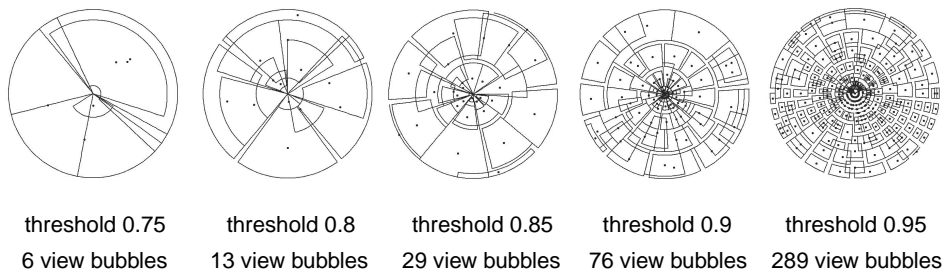 threshold 0.75 threshold 0.8 threshold 0.85 threshold 0.9 threshold 0.95
6 view bubbles 13 view bubbles 29 view bubbles 76 view bubbles 289 view bubbles